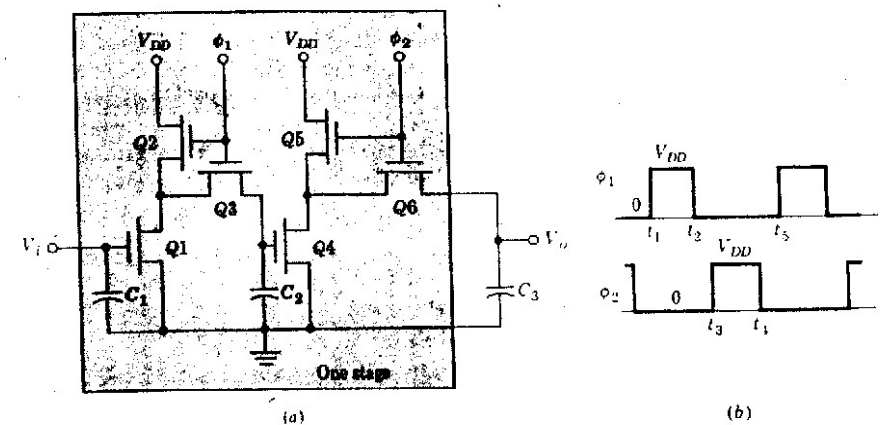 V_DD ϕ_1 V_DD ϕ_2
Q2 Q5
Q3 Q6
V_i Q1 Q4 V_o
C_1 C_2 C_3
One stage
(a)
V_DD
ϕ_1 0
t_1 t_2 t_5
V_DD
ϕ_2 0
t_3 t_4
(b)